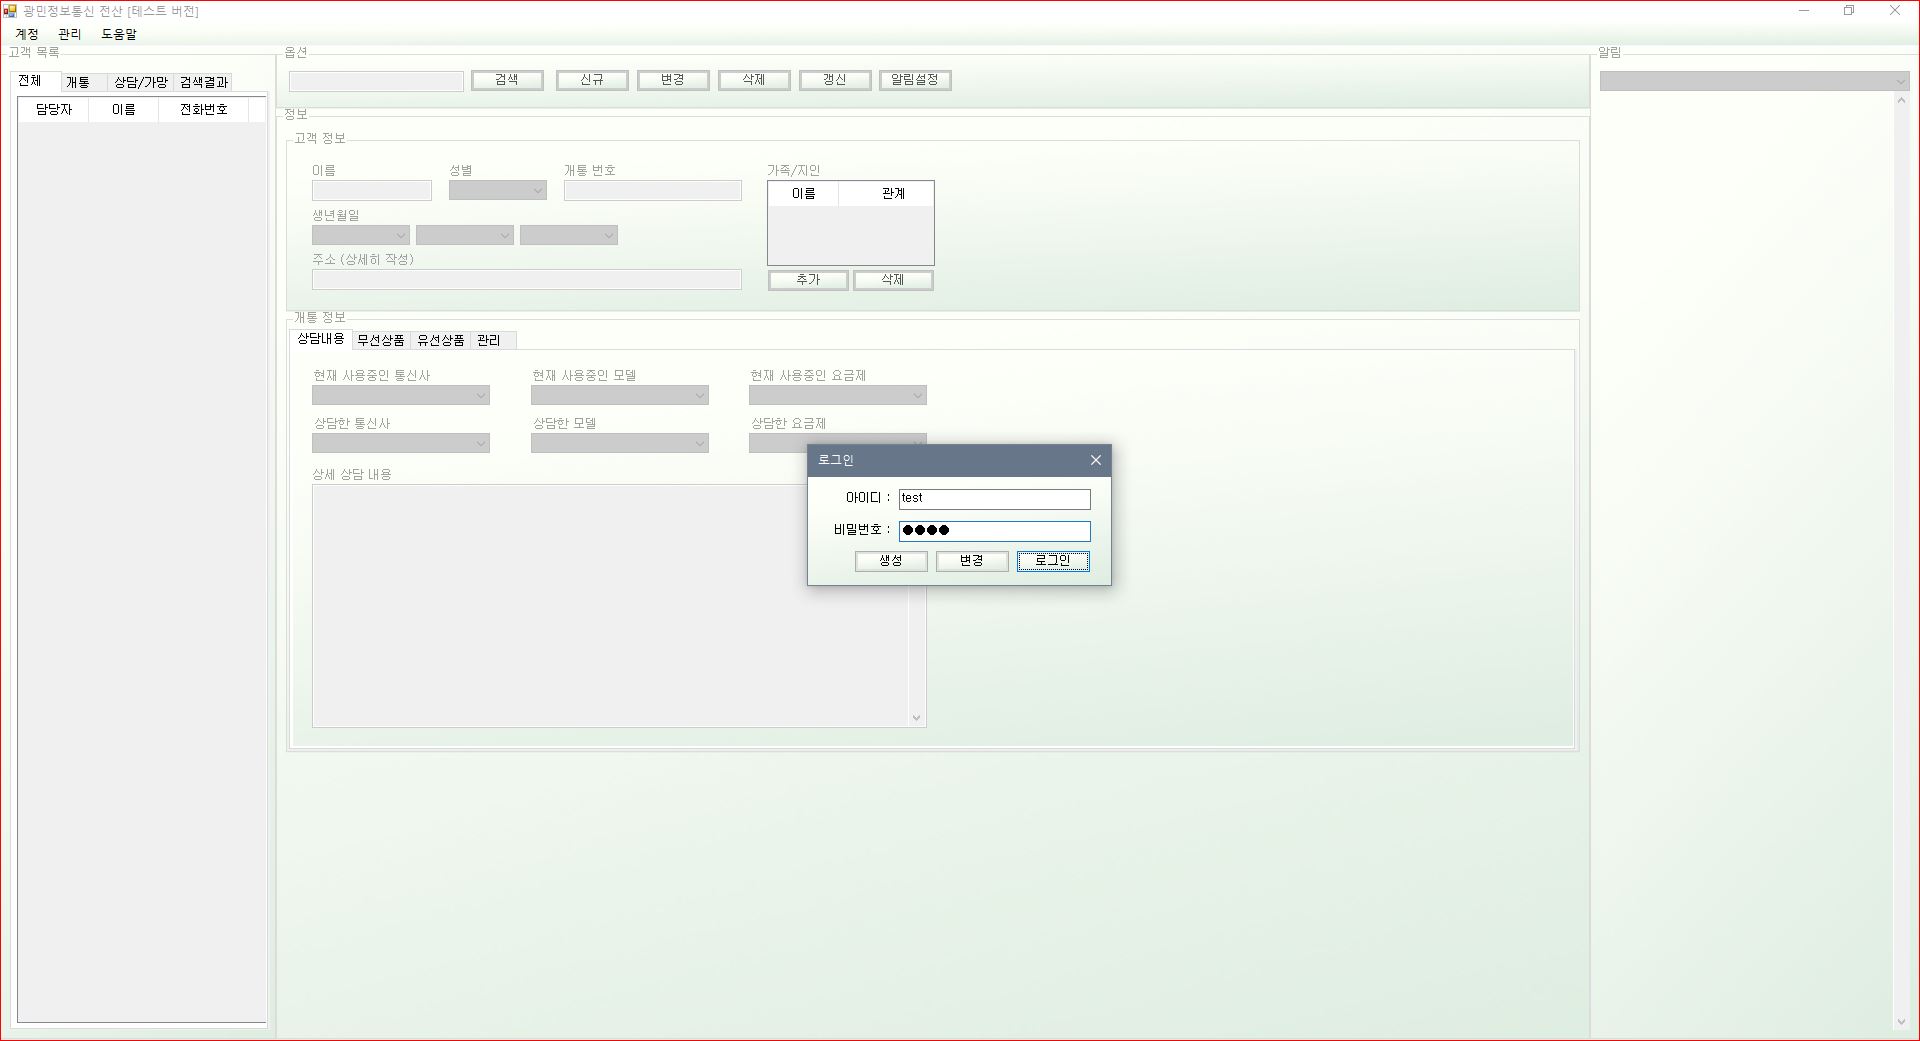 광민정보통신 전산 [테스트 버전]
계정 관리 도움말
고객 목록
전체 개통 상담/가망 검색결과
담당자 이름 전화번호
옵션
검색 신규 변경 삭제 갱신 알림설정
정보
고객 정보
이름 성별 개통 번호 가족/지인
이름 관계
생년월일
주소 (상세히 작성)
추가 삭제
개통 정보
상담내용 무선상품 유선상품 관리
현재 사용중인 통신사 현재 사용중인 모델 현재 사용중인 요금제
상담한 통신사 상담한 모델 상담한 요금제
상세 상담 내용
로그인
아이디 : test
비밀번호 : ●●●●
생성 변경 로그인
알림